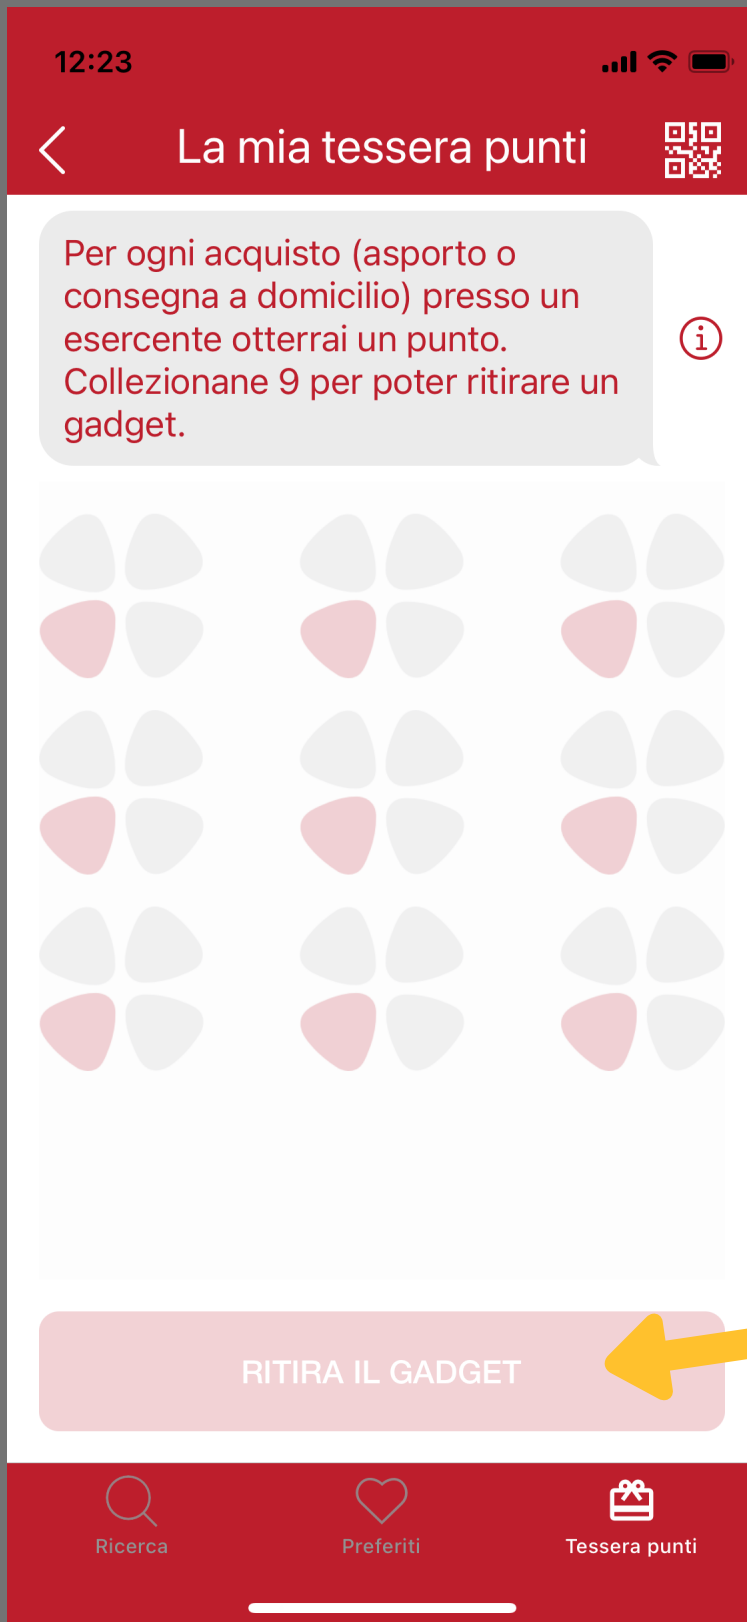 12:23
La mia tessera punti
Per ogni acquisto (asporto o
consegna a domicilio) presso un
esercente otterrai un punto.
Collezionane 9 per poter ritirare un
gadget.
RITIRA IL GADGET
Ricerca
Preferiti
Tessera punti